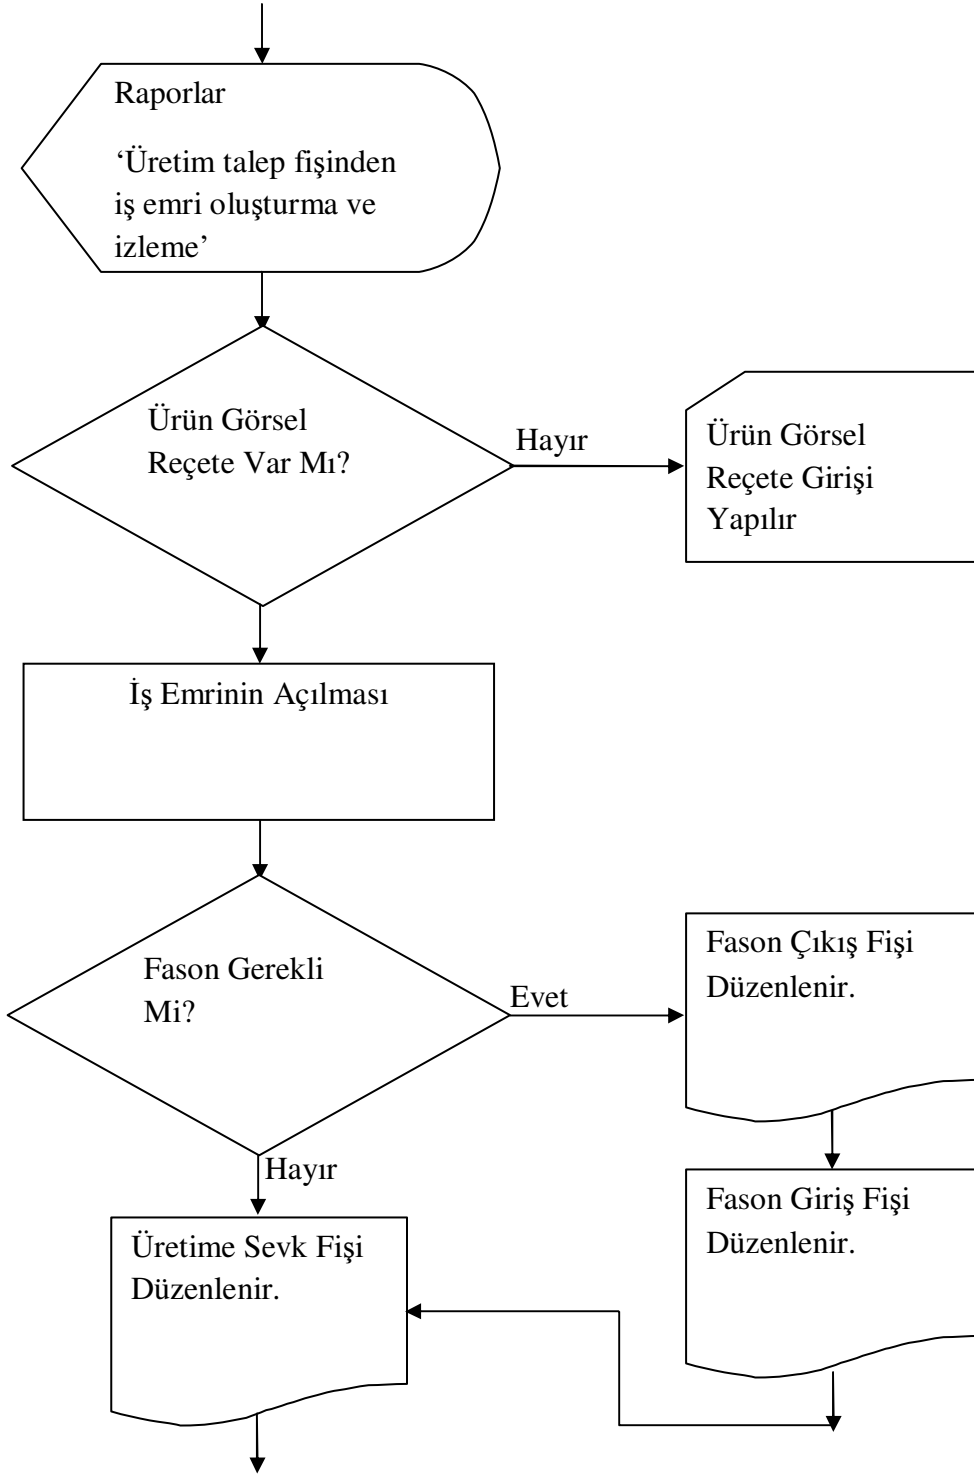 Raporlar
‘Üretim talep fişinden
iş emri oluşturma ve
izleme’
Ürün Görsel
Reçete Var Mı?
Hayır
Ürün Görsel
Reçete Girişi
Yapılır
İş Emrinin Açılması
Fason Gerekli
Mi?
Evet
Fason Çıkış Fişi
Düzenlenir.
Hayır
Fason Giriş Fişi
Düzenlenir.
Üretime Sevk Fişi
Düzenlenir.